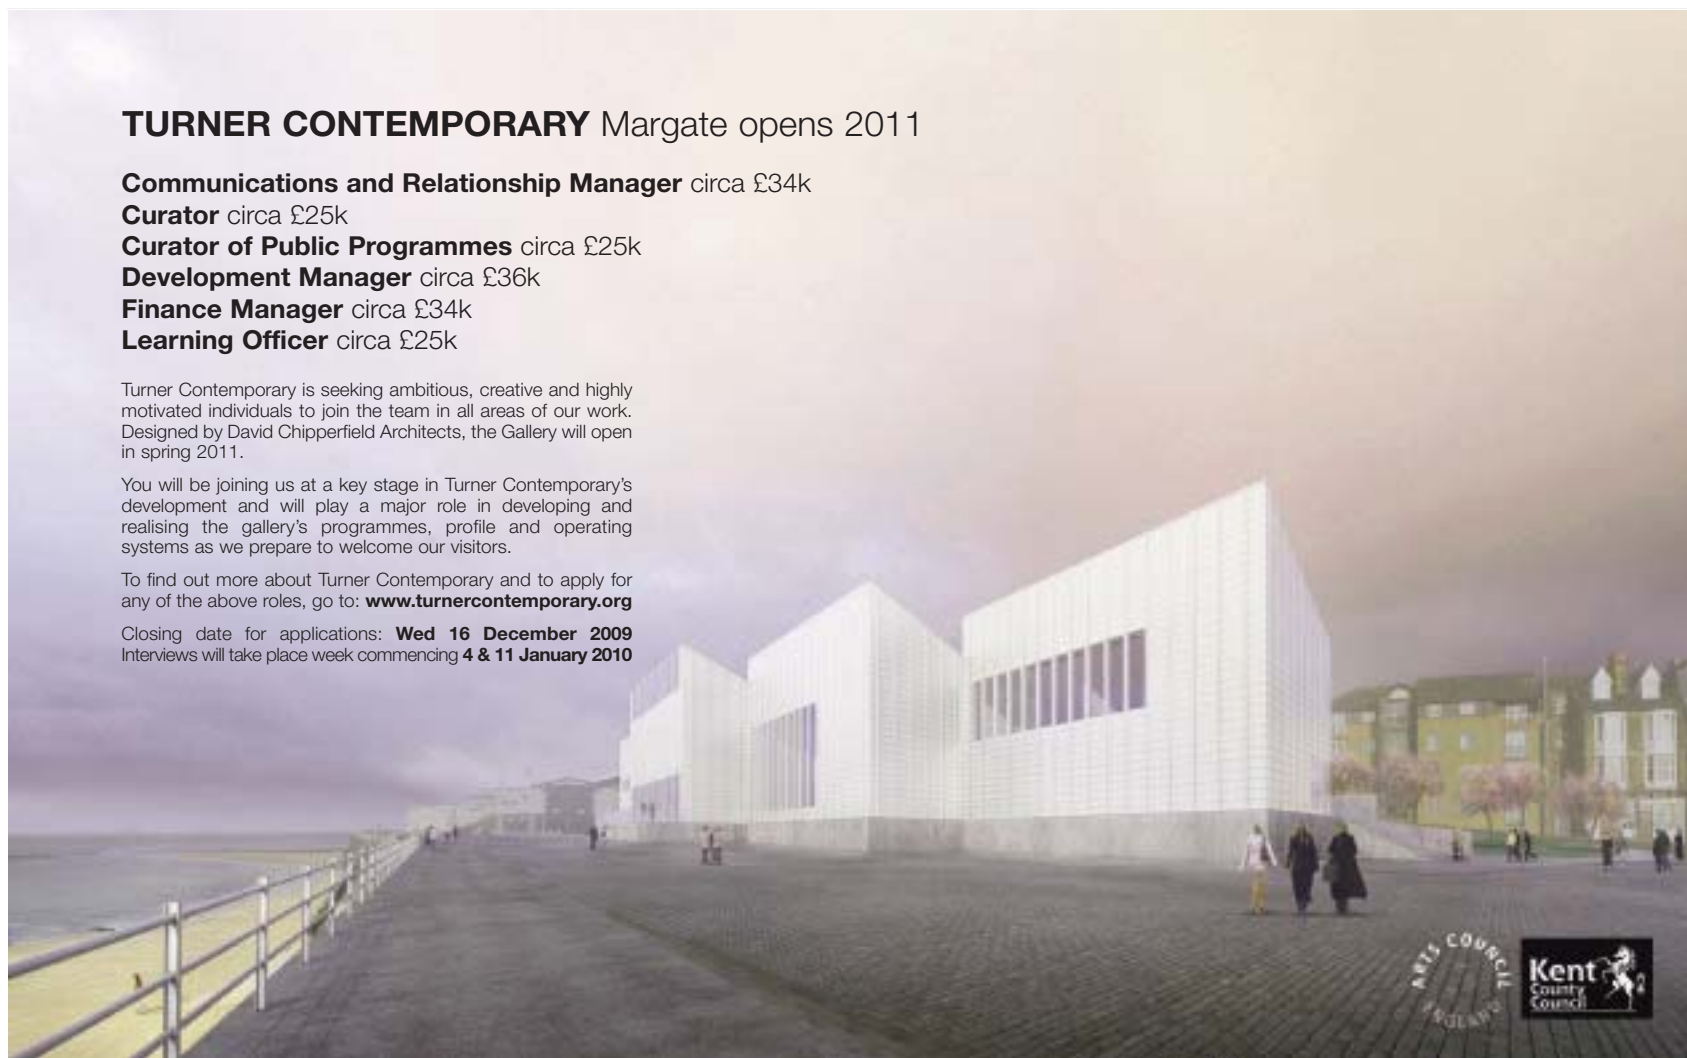 TURNER CONTEMPORARY Margate opens 2011
Communications and Relationship Manager circa £34k
Curator circa £25k
Curator of Public Programmes circa £25k
Development Manager circa £36k
Finance Manager circa £34k
Learning Officer circa £25k
Turner Contemporary is seeking ambitious, creative and highly
motivated individuals to join the team in all areas of our work.
Designed by David Chipperfield Architects, the Gallery will open
in spring 2011.
You will be joining us at a key stage in Turner Contemporary’s
development and will play a major role in developing and
realising the gallery’s programmes, profile and operating
systems as we prepare to welcome our visitors.
To find out more about Turner Contemporary and to apply for
any of the above roles, go to: www.turnercontemporary.org
Closing date for applications: Wed 16 December 2009
Interviews will take place week commencing 4 & 11 January 2010
ARTS COUNCIL
ENGLAND
Kent
County
Council